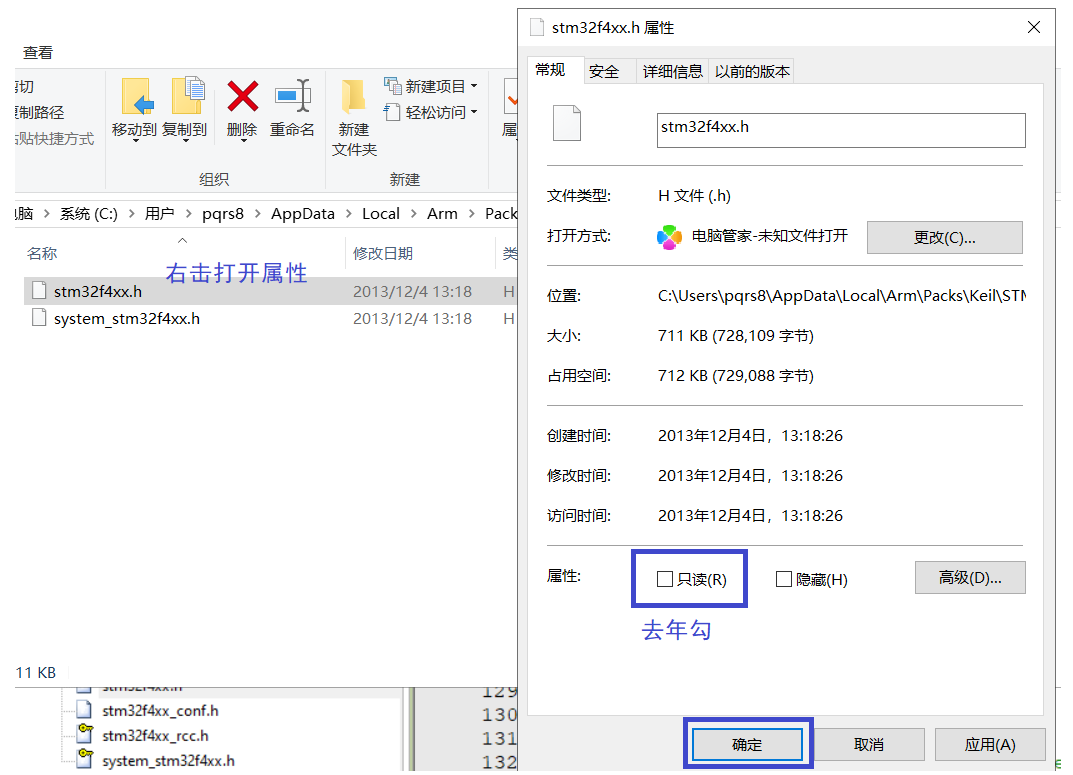 查看
剪切
复制路径
粘贴快捷方式
移动到
复制到
删除
重命名
组织
新建
文件夹
新建项目
轻松访问
新建
属
电脑 > 系统 (C:) > 用户 > pqrs8 > AppData > Local > Arm > Pack
名称
修改日期
类
右击打开属性
stm32f4xx.h 2013/12/4 13:18 H
system_stm32f4xx.h 2013/12/4 13:18 H
11 KB
stm32f4xx.h
stm32f4xx_conf.h
stm32f4xx_rcc.h
system_stm32f4xx.h
129
130
131
132
stm32f4xx.h 属性
常规 安全 详细信息 以前的版本
stm32f4xx.h
文件类型: H 文件 (.h)
打开方式: 电脑管家-未知文件打开 更改(C)...
位置: C:\Users\pqrs8\AppData\Local\Arm\Packs\Keil\STM
大小: 711 KB (728,109 字节)
占用空间: 712 KB (729,088 字节)
创建时间: 2013年12月4日，13:18:26
修改时间: 2013年12月4日，13:18:26
访问时间: 2013年12月4日，13:18:26
属性: 只读(R) 隐藏(H) 高级(D)...
去年勾
确定 取消 应用(A)